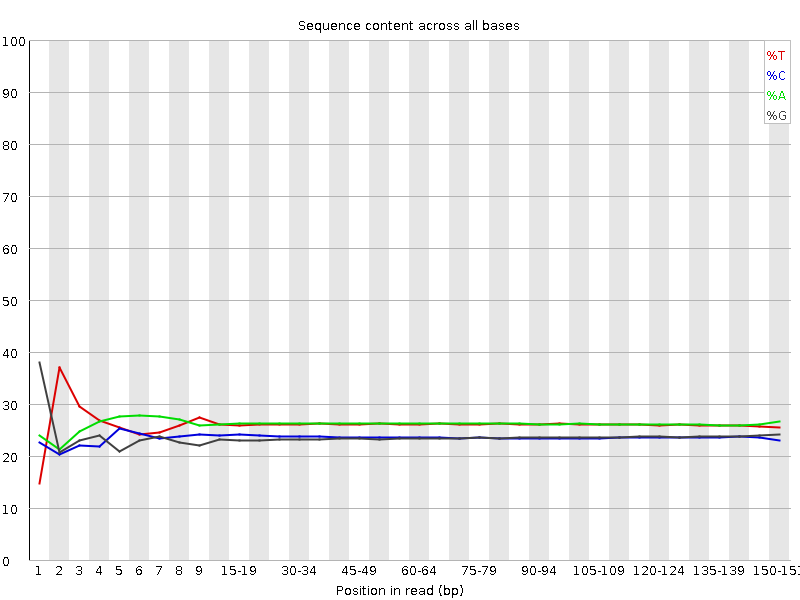 Sequence content across all bases
100
90
80
70
60
50
40
30
20
10
0
%T
%C
%A
%G
1 2 3 4 5 6 7 8 9 15-19 30-34 45-49 60-64 75-79 90-94 105-109 120-124 135-139 150-151
Position in read (bp)